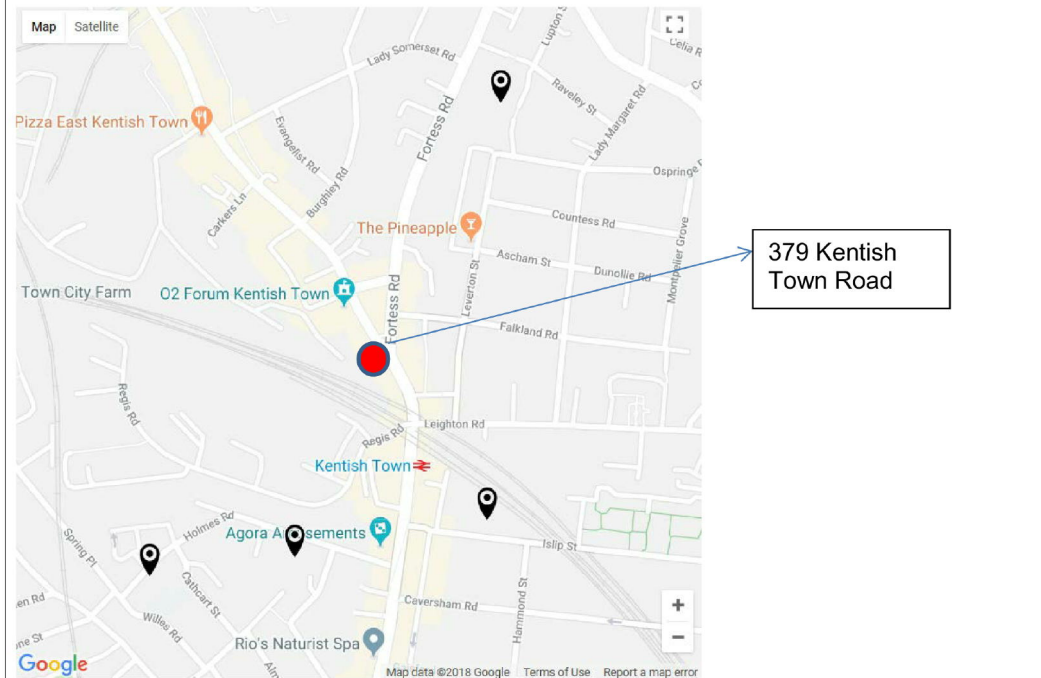 Map Satellite
Lady Somerset Rd
Lupton S
Celia R
Raveley St
Lady Margaret Rd
Pizza East Kentish Town
Evangelist Rd
Fortess Rd
Ospringe
Burghley Rd
Carkers Ln
The Pineapple
Countess Rd
Montpelier Grove
379 Kentish
Town Road
Ascham St
Dunollie Rd
Leverton St
Town City Farm
O2 Forum Kentish Town
Fortess Rd
Falkland Rd
Regis Rd
Leighton Rd
Regis Rd
Kentish Town
Holmes Rd
Agora A sements
Islip St
Spring Pl
Cathcart St
Hammond St
Caversham Rd
en Rd
Willes Rd
ne St
Rio's Naturist Spa
Google
Map data ©2018 Google Terms of Use Report a map error